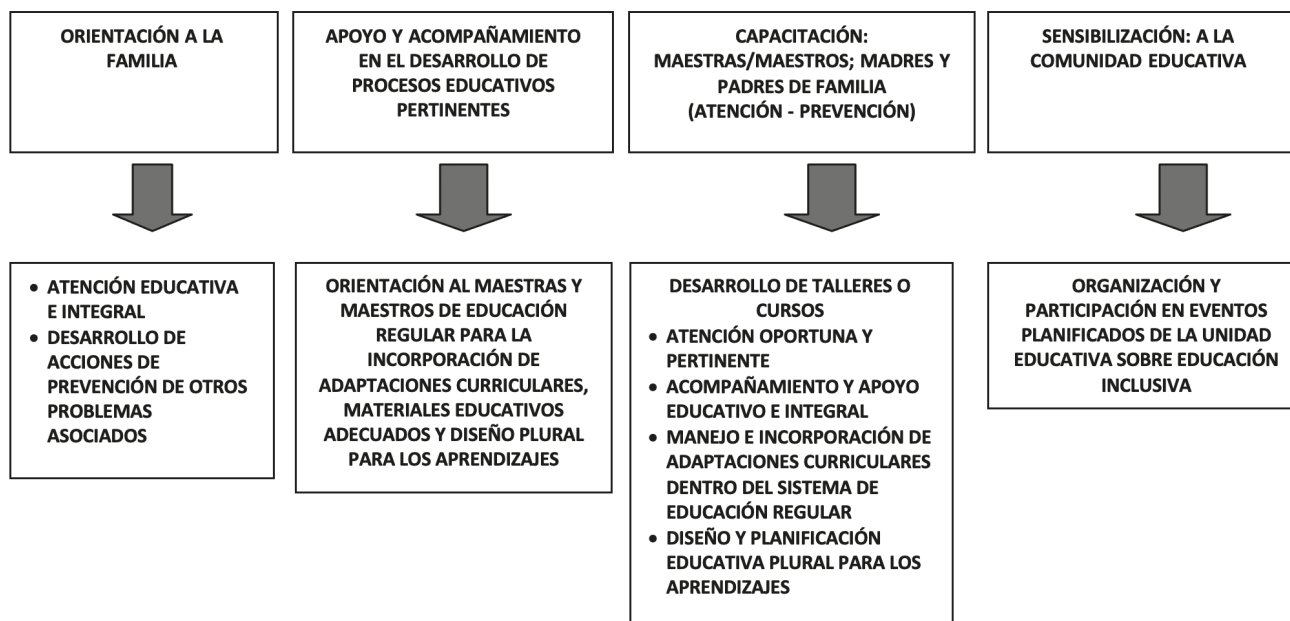 ORIENTACIÓN A LA
FAMILIA
APOYO Y ACOMPAÑAMIENTO
EN EL DESARROLLO DE
PROCESOS EDUCATIVOS
PERTINENTES
CAPACITACIÓN:
MAESTRAS/MAESTROS; MADRES Y
PADRES DE FAMILIA
(ATENCIÓN - PREVENCIÓN)
SENSIBILIZACIÓN: A LA
COMUNIDAD EDUCATIVA
• ATENCIÓN EDUCATIVA
E INTEGRAL
• DESARROLLO DE
ACCIONES DE
PREVENCIÓN DE OTROS
PROBLEMAS
ASOCIADOS
ORIENTACIÓN AL MAESTRAS Y
MAESTROS DE EDUCACIÓN
REGULAR PARA LA
INCORPORACIÓN DE
ADAPTACIONES CURRICULARES,
MATERIALES EDUCATIVOS
ADECUADOS Y DISEÑO PLURAL
PARA LOS APRENDIZAJES
DESARROLLO DE TALLERES O
CURSOS
• ATENCIÓN OPORTUNA Y
PERTINENTE
• ACOMPAÑAMIENTO Y APOYO
EDUCATIVO E INTEGRAL
• MANEJO E INCORPORACIÓN DE
ADAPTACIONES CURRICULARES
DENTRO DEL SISTEMA DE
EDUCACIÓN REGULAR
• DISEÑO Y PLANIFICACIÓN
EDUCATIVA PLURAL PARA LOS
APRENDIZAJES
ORGANIZACIÓN Y
PARTICIPACIÓN EN EVENTOS
PLANIFICADOS DE LA UNIDAD
EDUCATIVA SOBRE EDUCACIÓN
INCLUSIVA